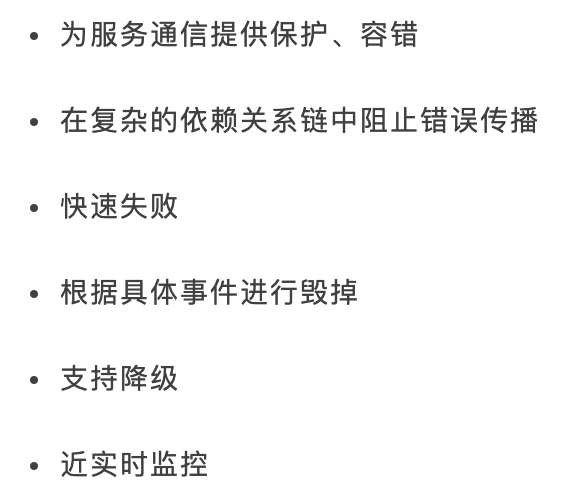 • 为服务通信提供保护、容错
• 在复杂的依赖关系链中阻止错误传播
• 快速失败
• 根据具体事件进行毁掉
• 支持降级
• 近实时监控